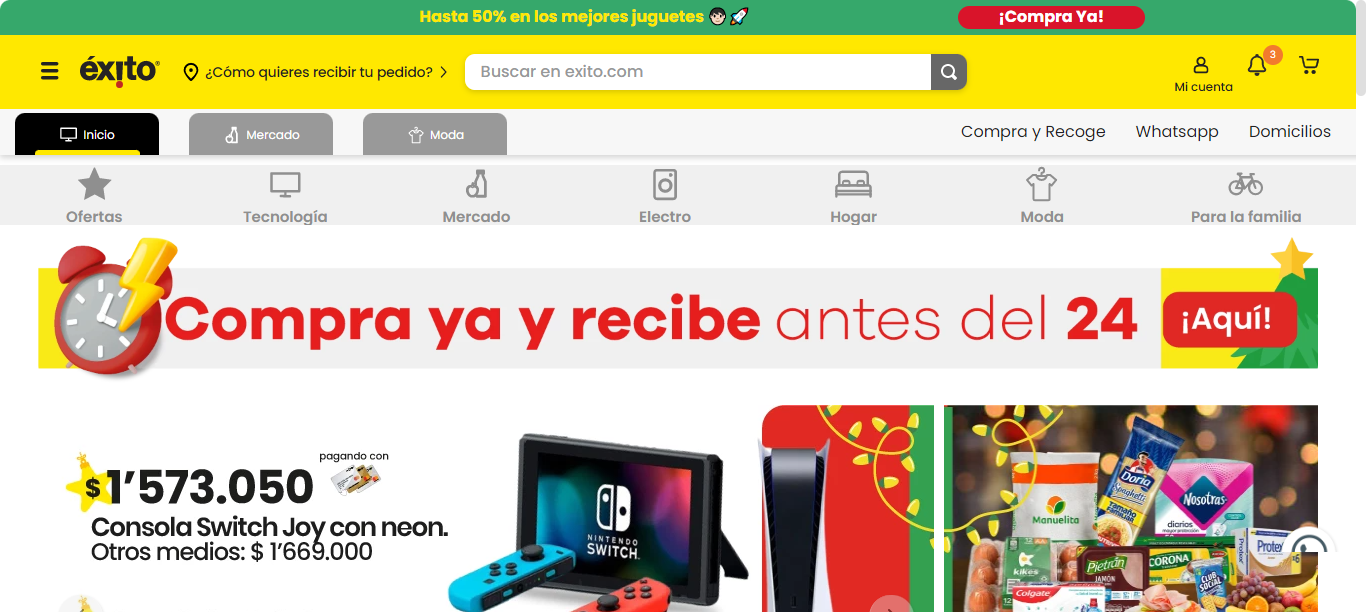 Hasta 50% en los mejores juguetes
¡Compra Ya!
éxito
¿Cómo quieres recibir tu pedido?
Buscar en exito.com
Mi cuenta
3
Inicio
Mercado
Moda
Compra y Recoge
Whatsapp
Domicilios
Ofertas
Tecnología
Mercado
Electro
Hogar
Moda
Para la familia
Compra ya y recibe antes del 24
¡Aquí!
pagando con
$1'573.050
Consola Switch Joy con neon.
Otros medios: $ 1'669.000
NINTENDO
SWITCH
Manuelita
Doria
Spaghetti
Tamaño
Familiar
Nosotras
diarios
Protex
kikes
Pietrán
JAMÓN
CORONA
CLUB
SOCIAL
Colgate